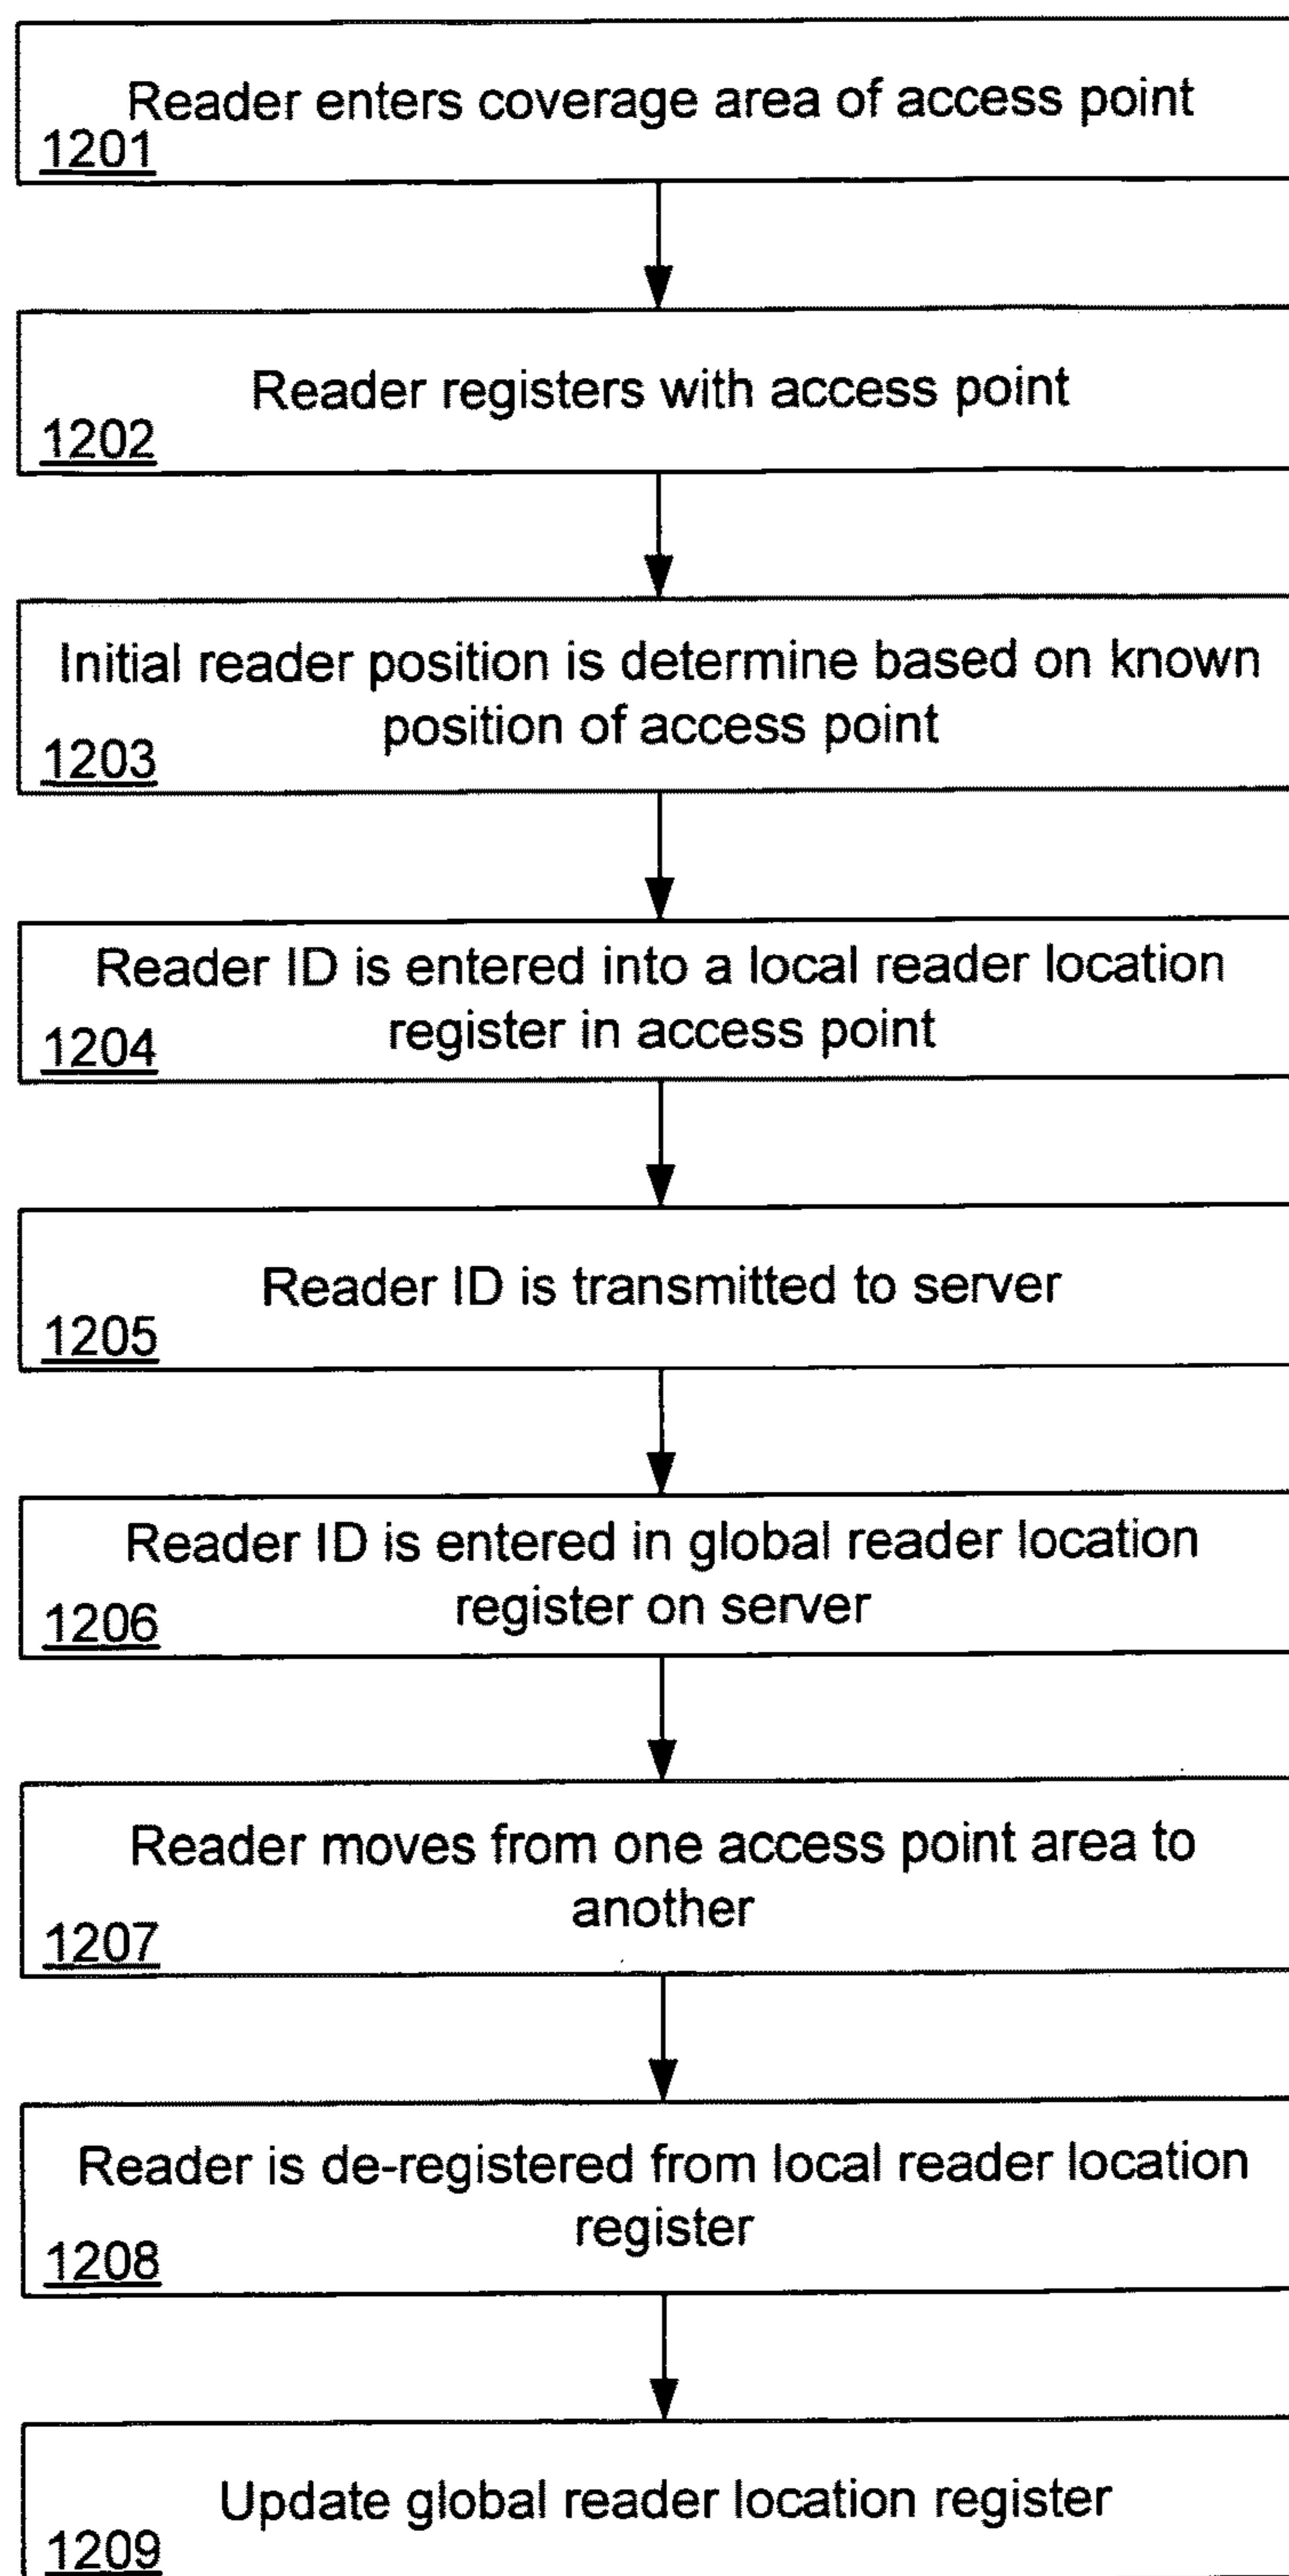 Reader enters coverage area of access point
1201
Reader registers with access point
1202
Initial reader position is determine based on known
position of access point
1203
Reader ID is entered into a local reader location
register in access point
1204
Reader ID is transmitted to server
1205
Reader ID is entered in global reader location
register on server
1206
Reader moves from one access point area to
another
1207
Reader is de-registered from local reader location
register
1208
Update global reader location register
1209